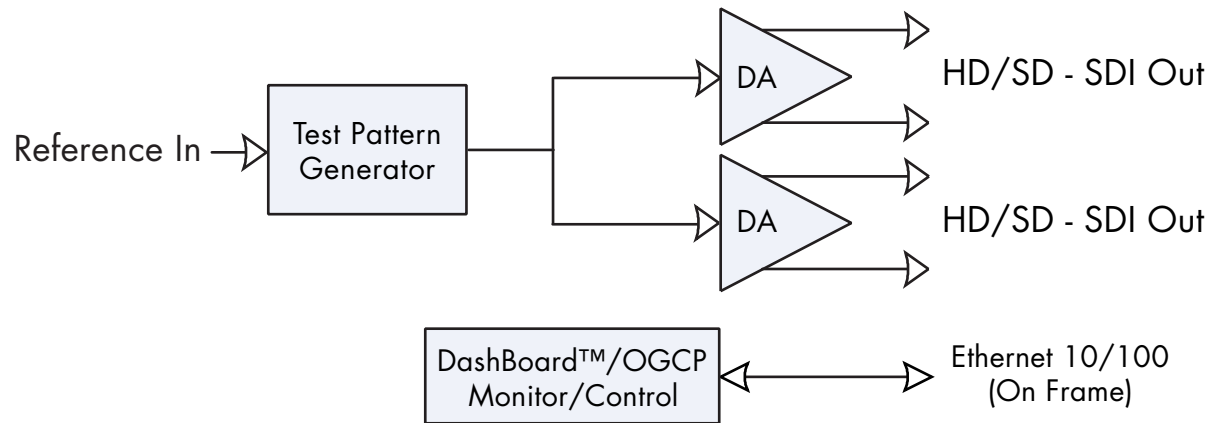 Reference In
Test Pattern
Generator
DA
HD/SD - SDI Out
DA
HD/SD - SDI Out
DashBoard™/OGCP
Monitor/Control
Ethernet 10/100
(On Frame)